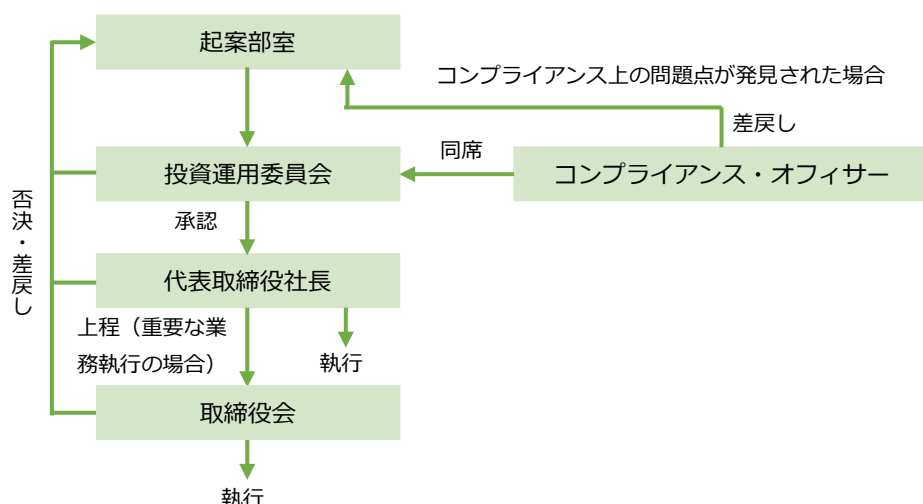 起案部室
コンプライアンス上の問題点が発見された場合
差戻し
同席
投資運用委員会
コンプライアンス・オフィサー
否決・差戻し
承認
代表取締役社長
上程（重要な業
務執行の場合）
執行
取締役会
執行